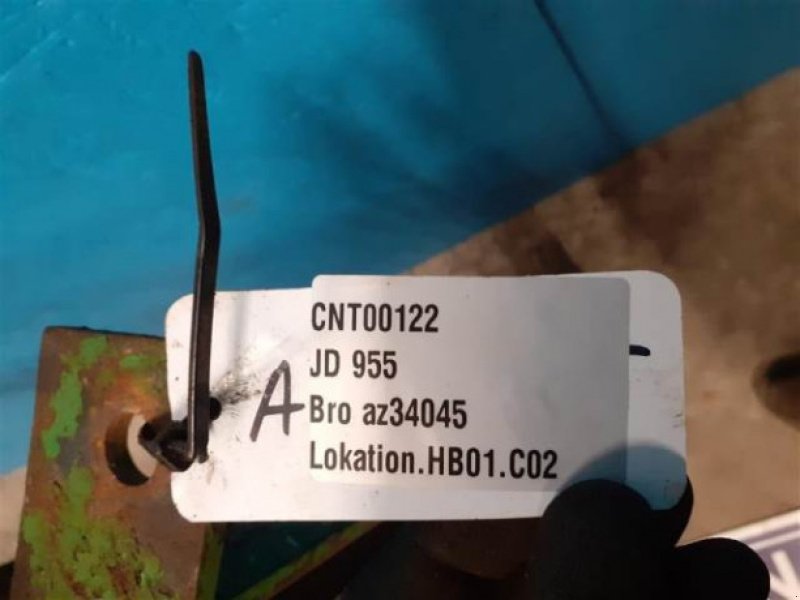 CNT00122
JD 955
A
Bro az34045
Lokation.HB01.C02